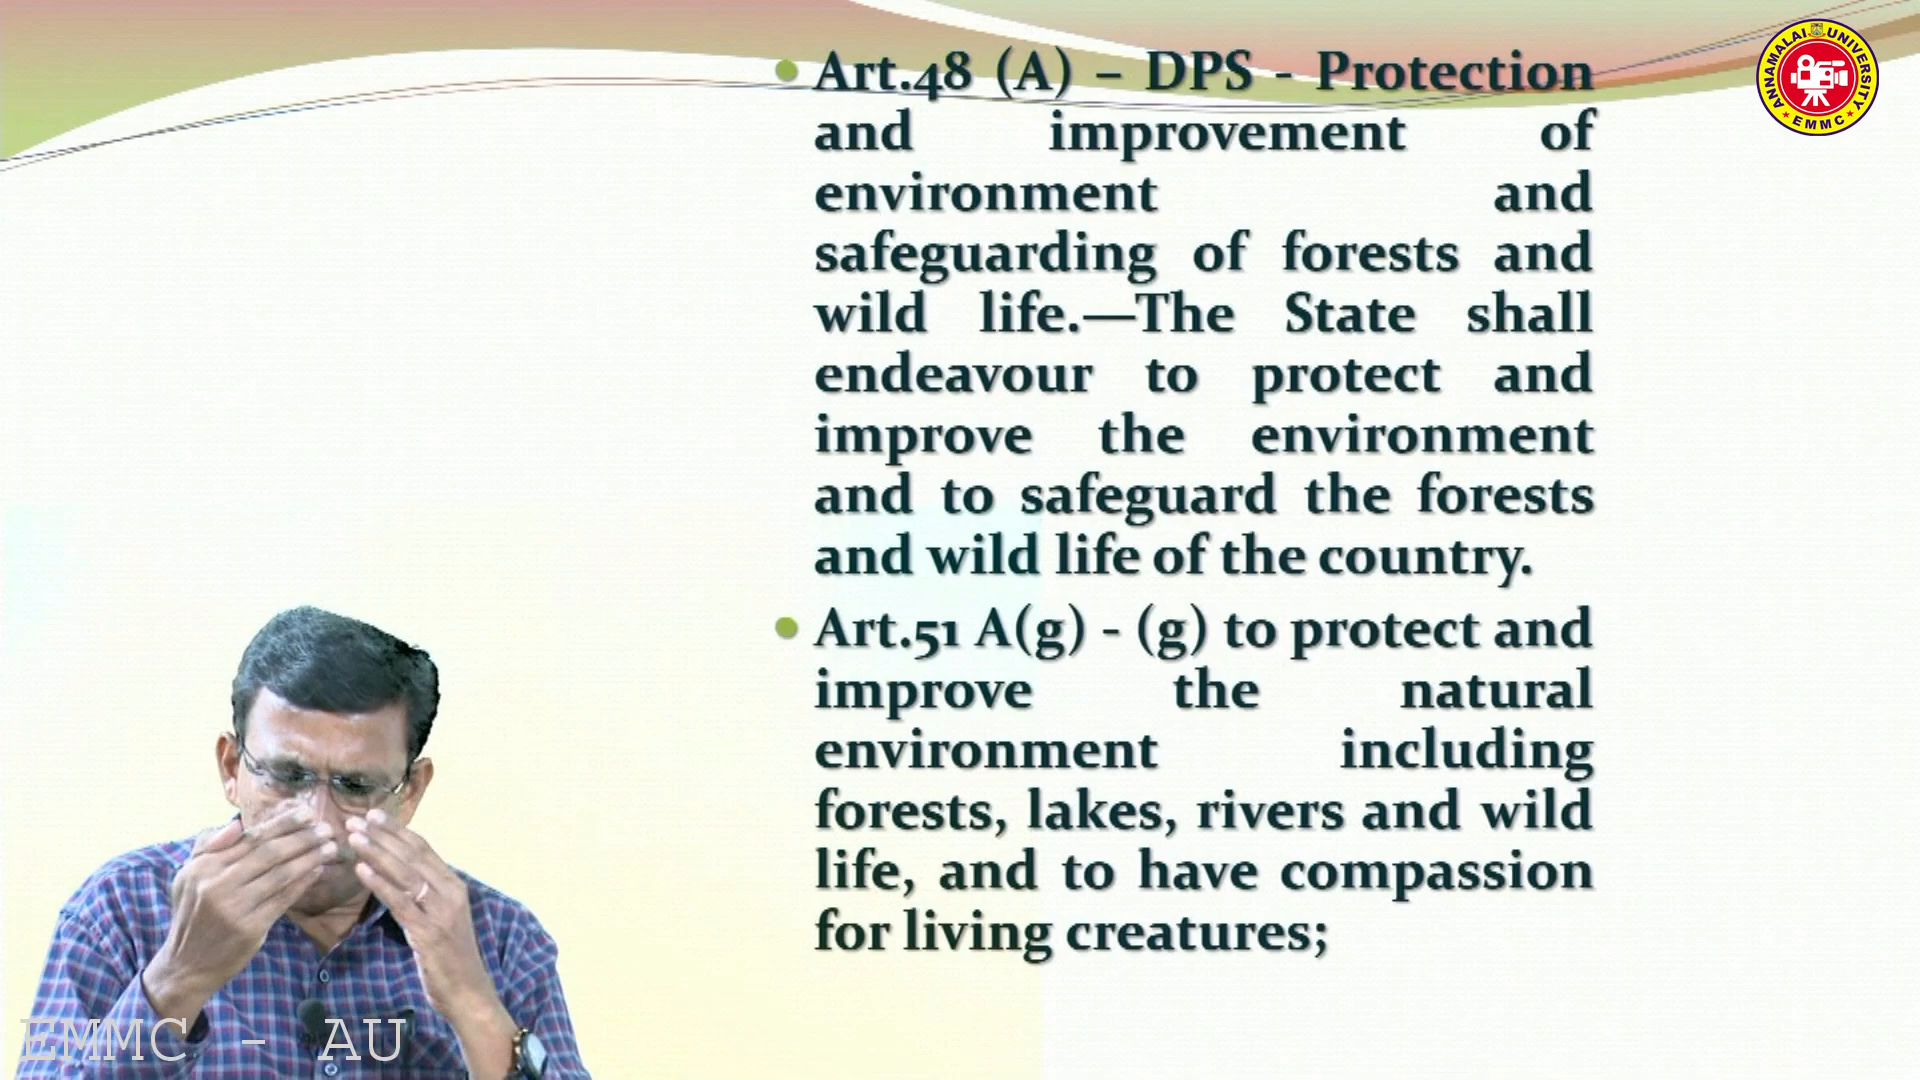 Art.48 (A) – DPS - Protection
and improvement of
environment and
safeguarding of forests and
wild life.—The State shall
endeavour to protect and
improve the environment
and to safeguard the forests
and wild life of the country.
Art.51 A(g) - (g) to protect and
improve the natural
environment including
forests, lakes, rivers and wild
life, and to have compassion
for living creatures;
ANNAMALAI UNIVERSITY
EMMC
EMMC - AU